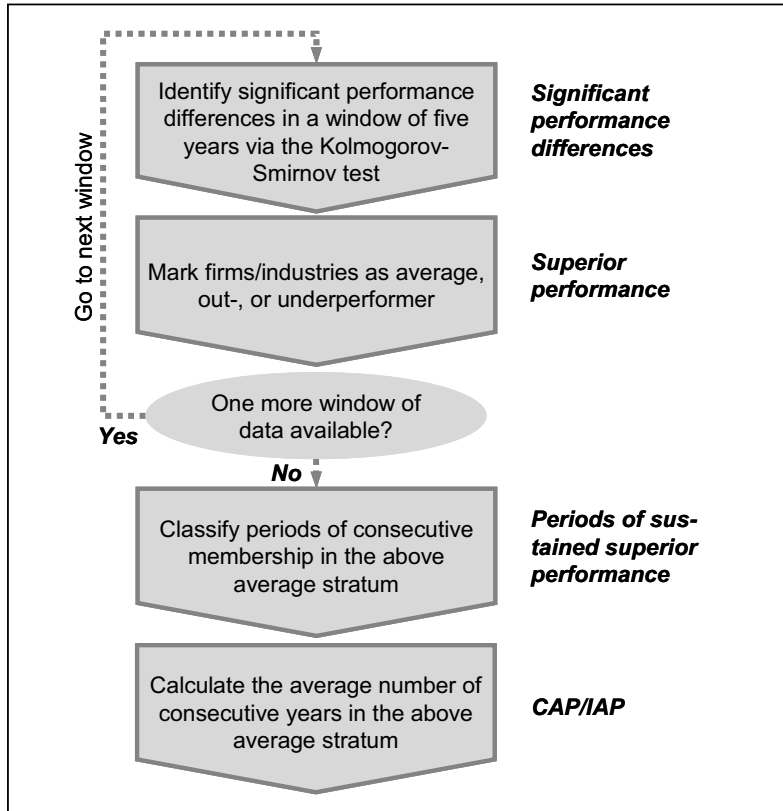 Identify significant performance
differences in a window of five
years via the Kolmogorov-
Smirnov test
Significant
performance
differences
Go to next window
Mark firms/industries as average,
out-, or underperformer
Superior
performance
One more window of
data available?
Yes
No
Classify periods of consecutive
membership in the above
average stratum
Periods of sus-
tained superior
performance
Calculate the average number of
consecutive years in the above
average stratum
CAP/IAP